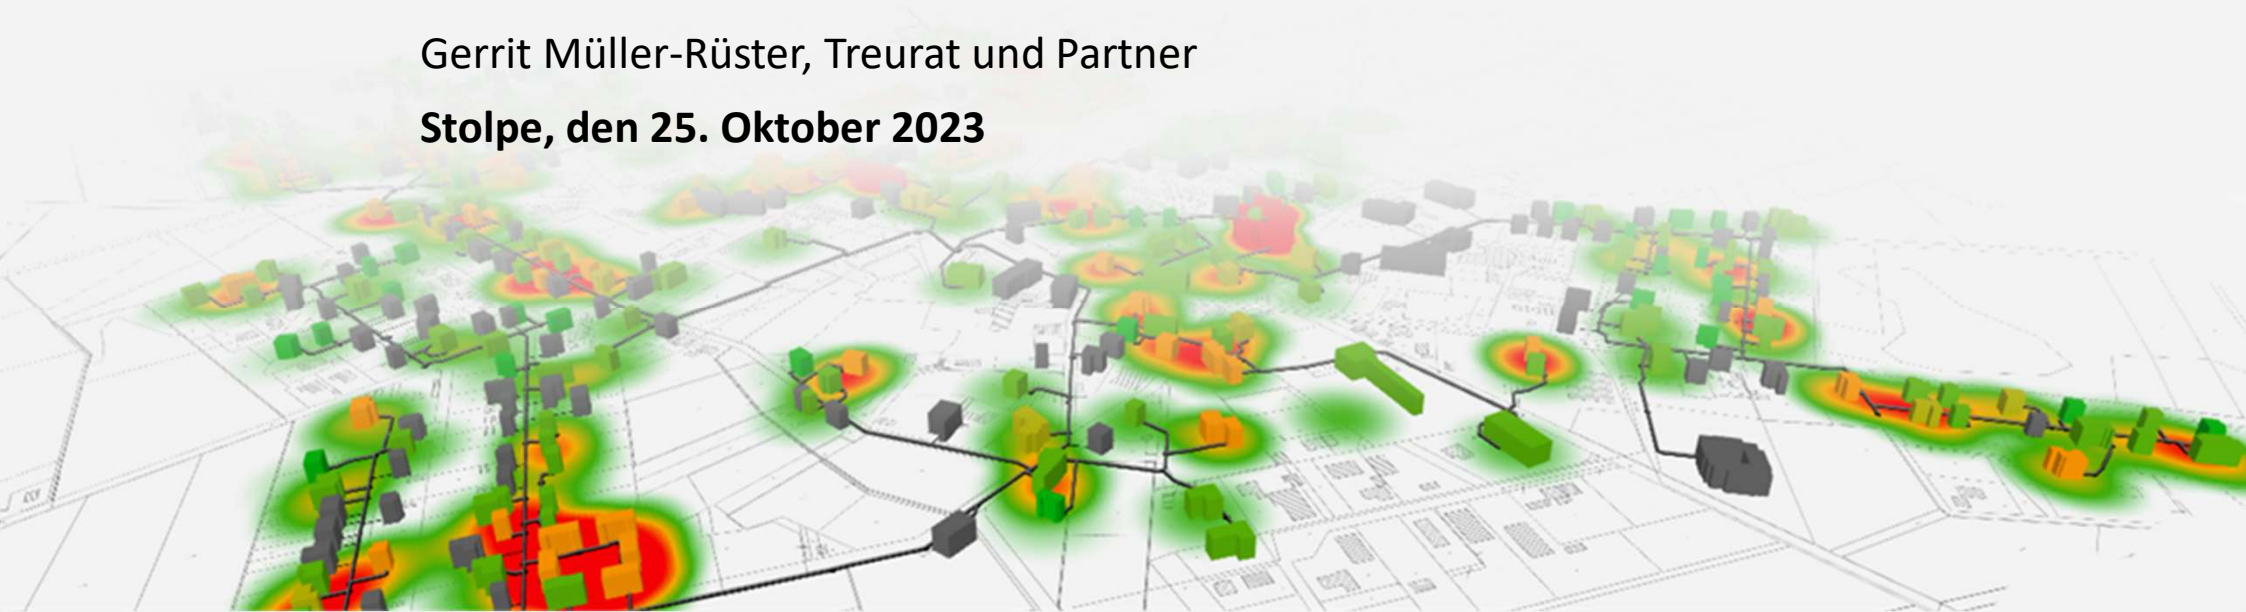 Gerrit Müller-Rüster, Treurat und Partner
Stolpe, den 25. Oktober 2023